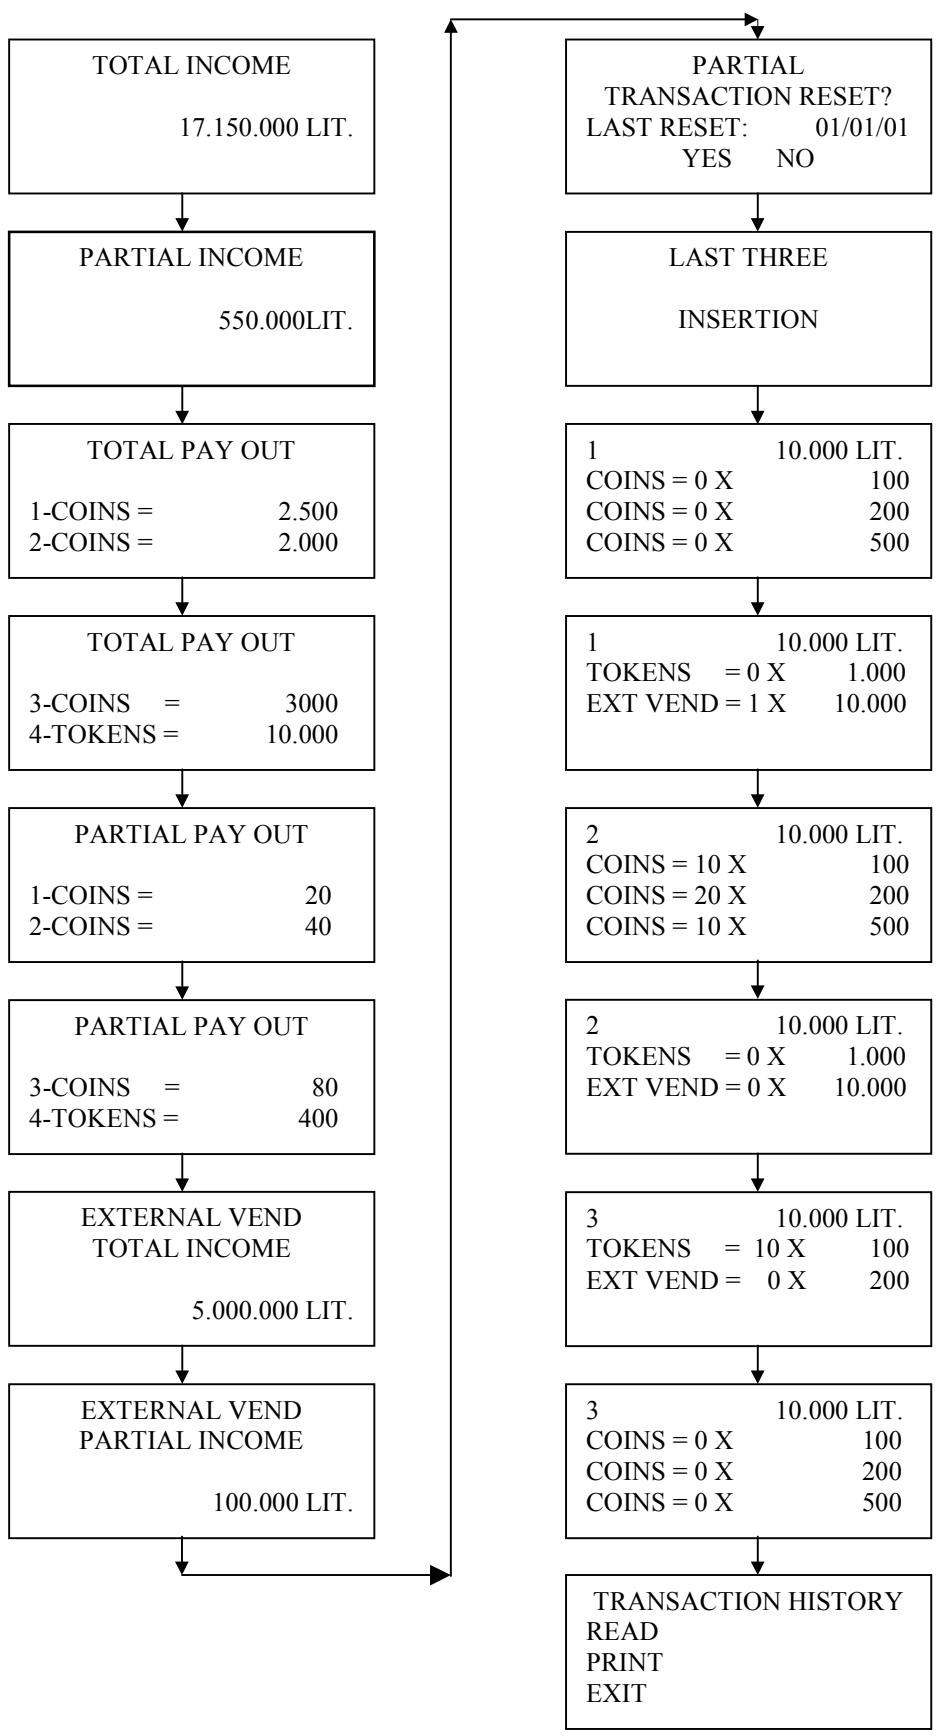 TOTAL INCOME
17.150.000 LIT.
PARTIAL INCOME
550.000LIT.
TOTAL PAY OUT
1-COINS = 2.500
2-COINS = 2.000
TOTAL PAY OUT
3-COINS = 3000
4-TOKENS = 10.000
PARTIAL PAY OUT
1-COINS = 20
2-COINS = 40
PARTIAL PAY OUT
3-COINS = 80
4-TOKENS = 400
EXTERNAL VEND
TOTAL INCOME
5.000.000 LIT.
EXTERNAL VEND
PARTIAL INCOME
100.000 LIT.
PARTIAL
TRANSACTION RESET?
LAST RESET: 01/01/01
YES NO
LAST THREE
INSERTION
1 10.000 LIT.
COINS = 0 X 100
COINS = 0 X 200
COINS = 0 X 500
1 10.000 LIT.
TOKENS = 0 X 1.000
EXT VEND = 1 X 10.000
2 10.000 LIT.
COINS = 10 X 100
COINS = 20 X 200
COINS = 10 X 500
2 10.000 LIT.
TOKENS = 0 X 1.000
EXT VEND = 0 X 10.000
3 10.000 LIT.
TOKENS = 10 X 100
EXT VEND = 0 X 200
3 10.000 LIT.
COINS = 0 X 100
COINS = 0 X 200
COINS = 0 X 500
TRANSACTION HISTORY
READ
PRINT
EXIT